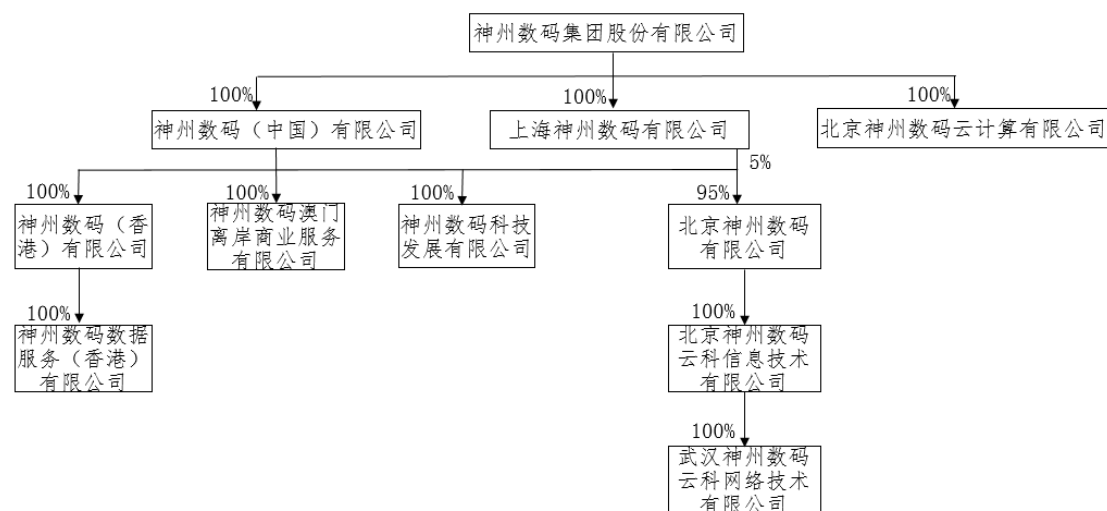 神州数码集团股份有限公司
100%
100%
100%
神州数码（中国）有限公司
上海神州数码有限公司
北京神州数码云计算有限公司
5%
100%
100%
100%
95%
神州数码（香
港）有限公司
神州数码澳门
离岸商业服务
有限公司
神州数码科技
发展有限公司
北京神州数码
有限公司
100%
100%
神州数码数据
服务（香港）
有限公司
北京神州数码
云科信息技术
有限公司
100%
武汉神州数码
云科网络技术
有限公司